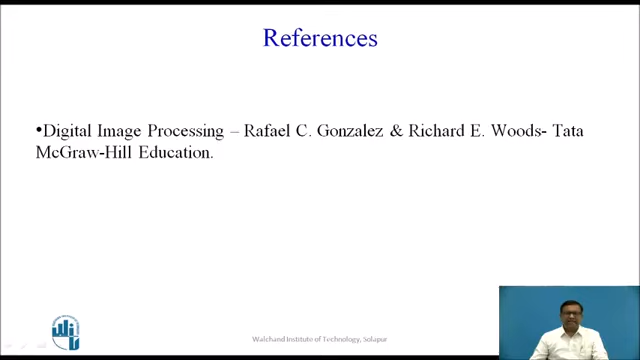 References
•Digital Image Processing – Rafael C. Gonzalez & Richard E. Woods- Tata
McGraw-Hill Education.
Walchand Institute of Technology, Solapur